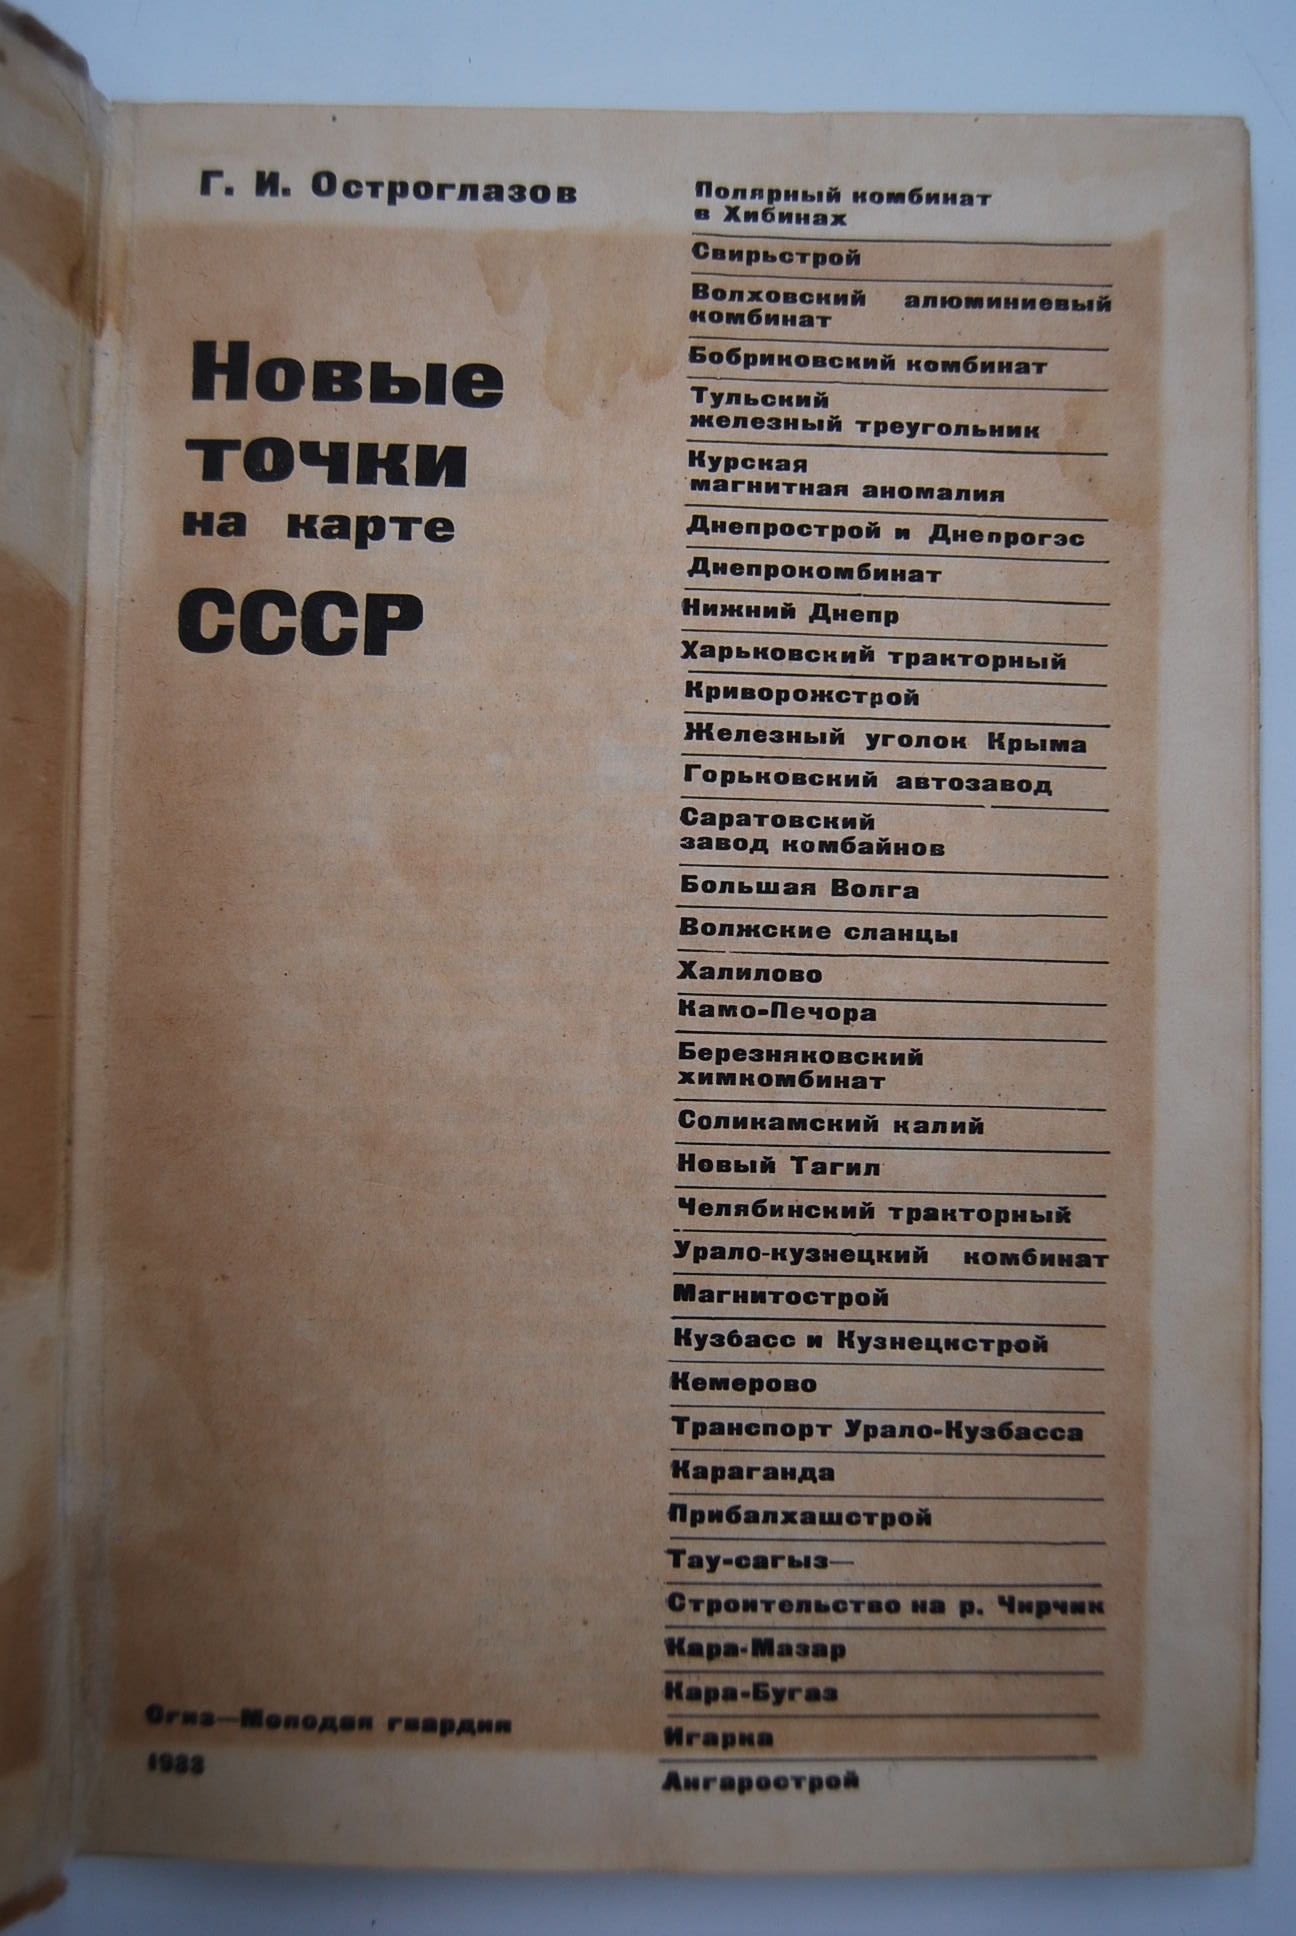 Г. И. Остроглазов
Новые
точки
на карте
СССР
Полярный комбинат
в Хибинах
Свирьстрой
Волховский алюминиевый
комбинат
Бобриковский комбинат
Тульский
железный треугольник
Курская
магнитная аномалия
Днепрострой и Днепрогэс
Днепрокомбинат
Нижний Днепр
Харьковский тракторный
Криворожстрой
Железный уголок Крыма
Горьковский автозавод
Саратовский
завод комбайнов
Большая Волга
Волжские сланцы
Халилово
Камо-Печора
Березняковский
химкомбинат
Соликамский калий
Новый Тагил
Челябинский тракторный
Урало-кузнецкий комбинат
Магнитострой
Кузбасс и Кузнецкстрой
Кемерово
Транспорт Урало-Кузбасса
Караганда
Прибалхашстрой
Тау-сагыз—
Строительство на р. Чирчик
Кара-Мазар
Кара-Бугаз
Игарка
Ангарострой
Огиз—Молодая гвардия
1933